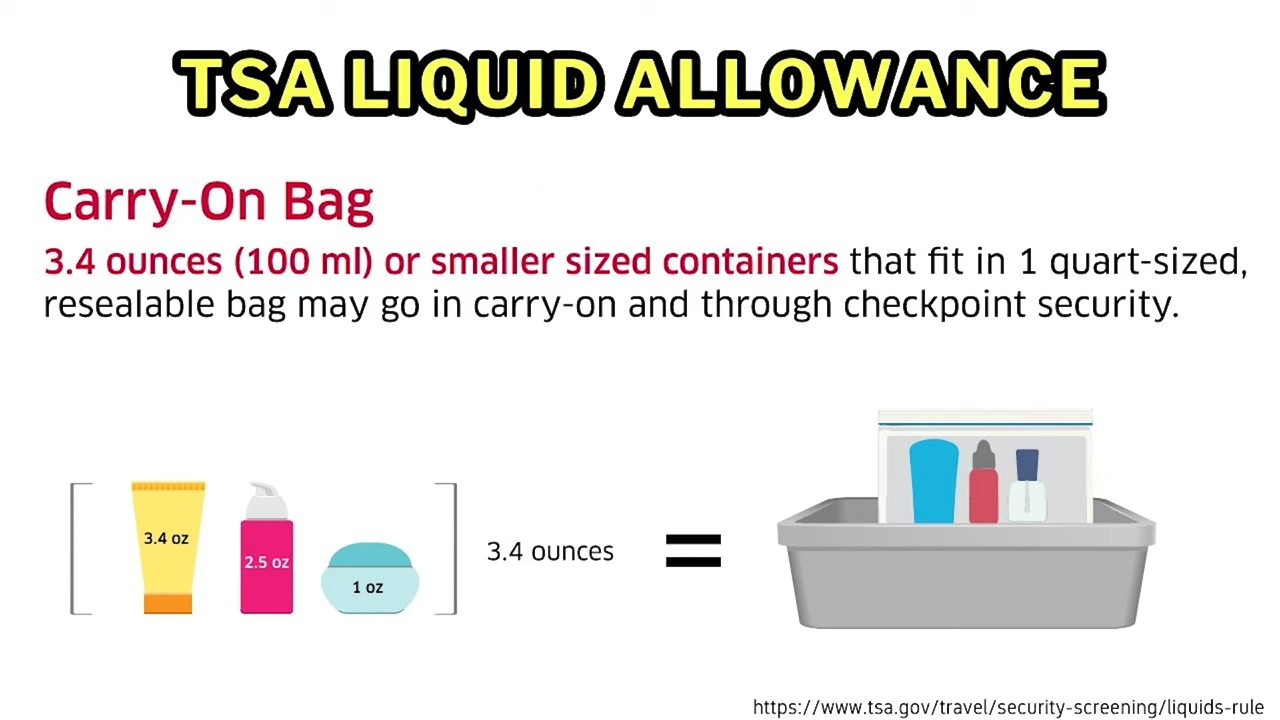 TSA LIQUID ALLOWANCE
Carry-On Bag
3.4 ounces (100 ml) or smaller sized containers that fit in 1 quart-sized,
resealable bag may go in carry-on and through checkpoint security.
3.4 oz
2.5 oz
1 oz
3.4 ounces
=
https://www.tsa.gov/travel/security-screening/liquids-rule